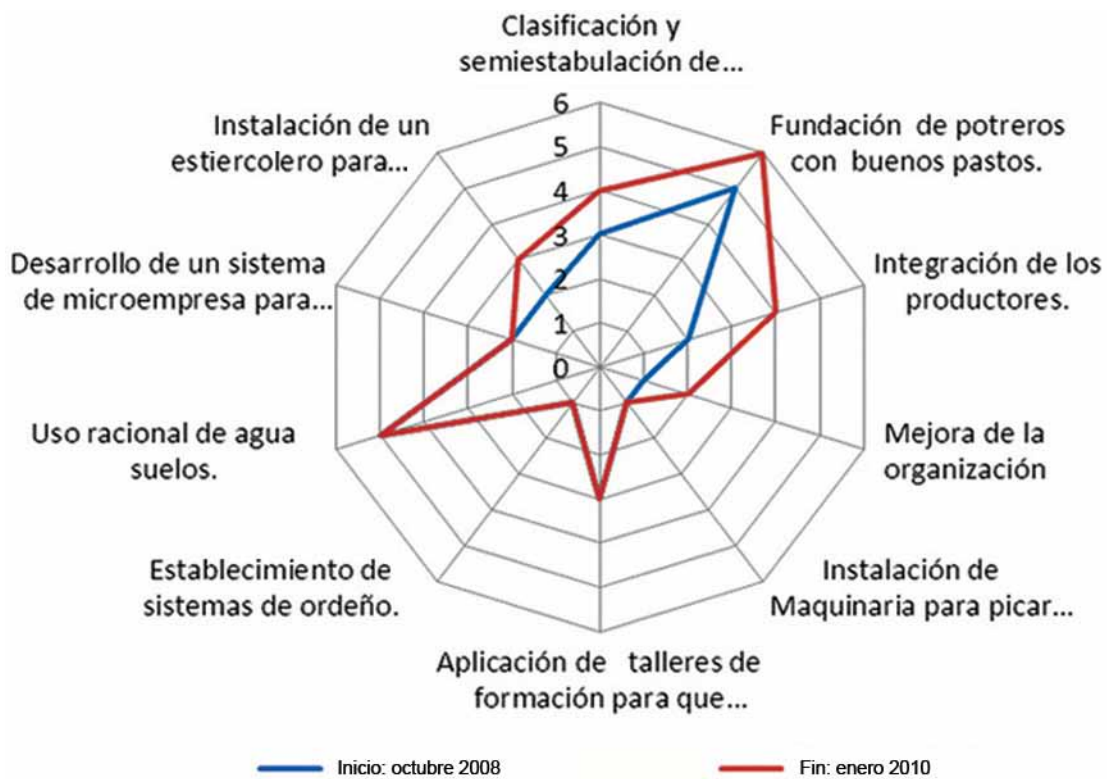 Clasificación y
semiestabulación de...
Fundación de potreros
con buenos pastos.
Integración de los
productores.
Mejora de la
organización
Instalación de
Maquinaria para picar...
Aplicación de talleres de
formación para que...
Establecimiento de
sistemas de ordeño.
Uso racional de agua
suelos.
Desarrollo de un sistema
de microempresa para...
Instalación de un
estiercolero para...
6
5
4
3
2
1
0
Inicio: octubre 2008
Fin: enero 2010